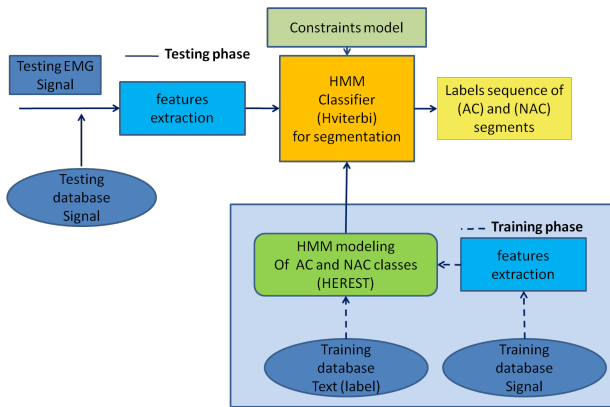 Constraints model
Testing phase
Testing EMG
Signal
features
extraction
HMM
Classifier
(Hviterbi)
for segmentation
Labels sequence of
(AC) and (NAC)
segments
Testing
database
Signal
Training phase
HMM modeling
Of AC and NAC classes
(HEREST)
features
extraction
Training
database
Text (label)
Training
database
Signal